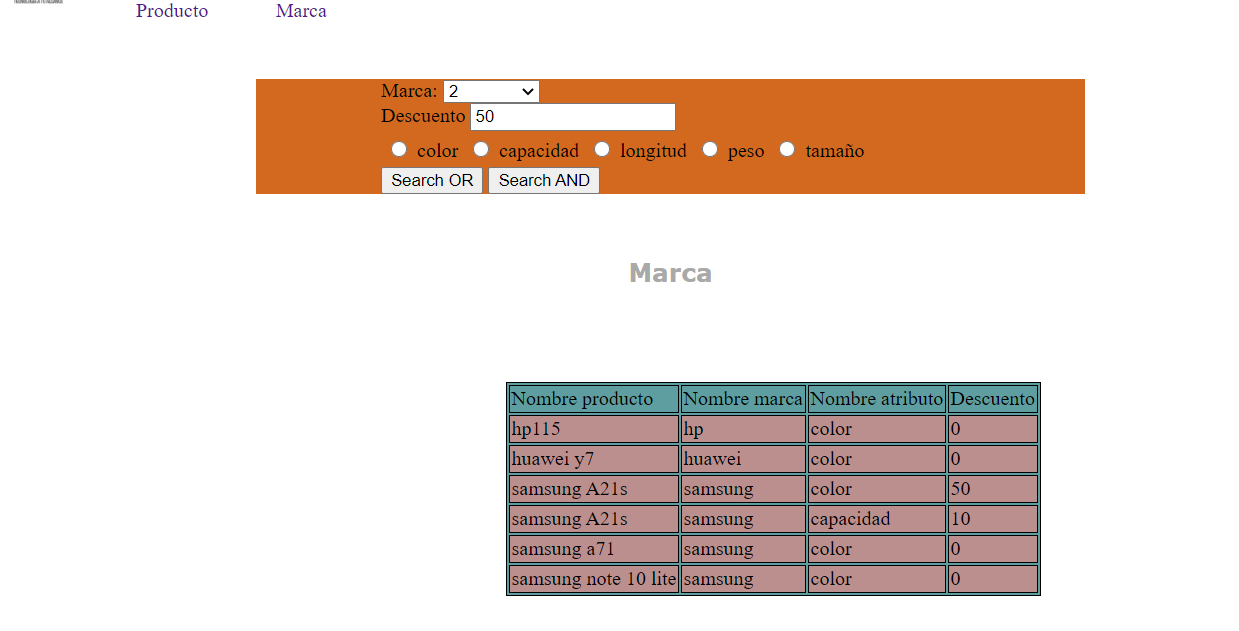 Producto Marca
Marca: 2
Descuento 50
color capacidad longitud peso tamaño
Search OR Search AND
Marca
Nombre producto Nombre marca Nombre atributo Descuento
hp115 hp color 0
huawei y7 huawei color 0
samsung A21s samsung color 50
samsung A21s samsung capacidad 10
samsung a71 samsung color 0
samsung note 10 lite samsung color 0